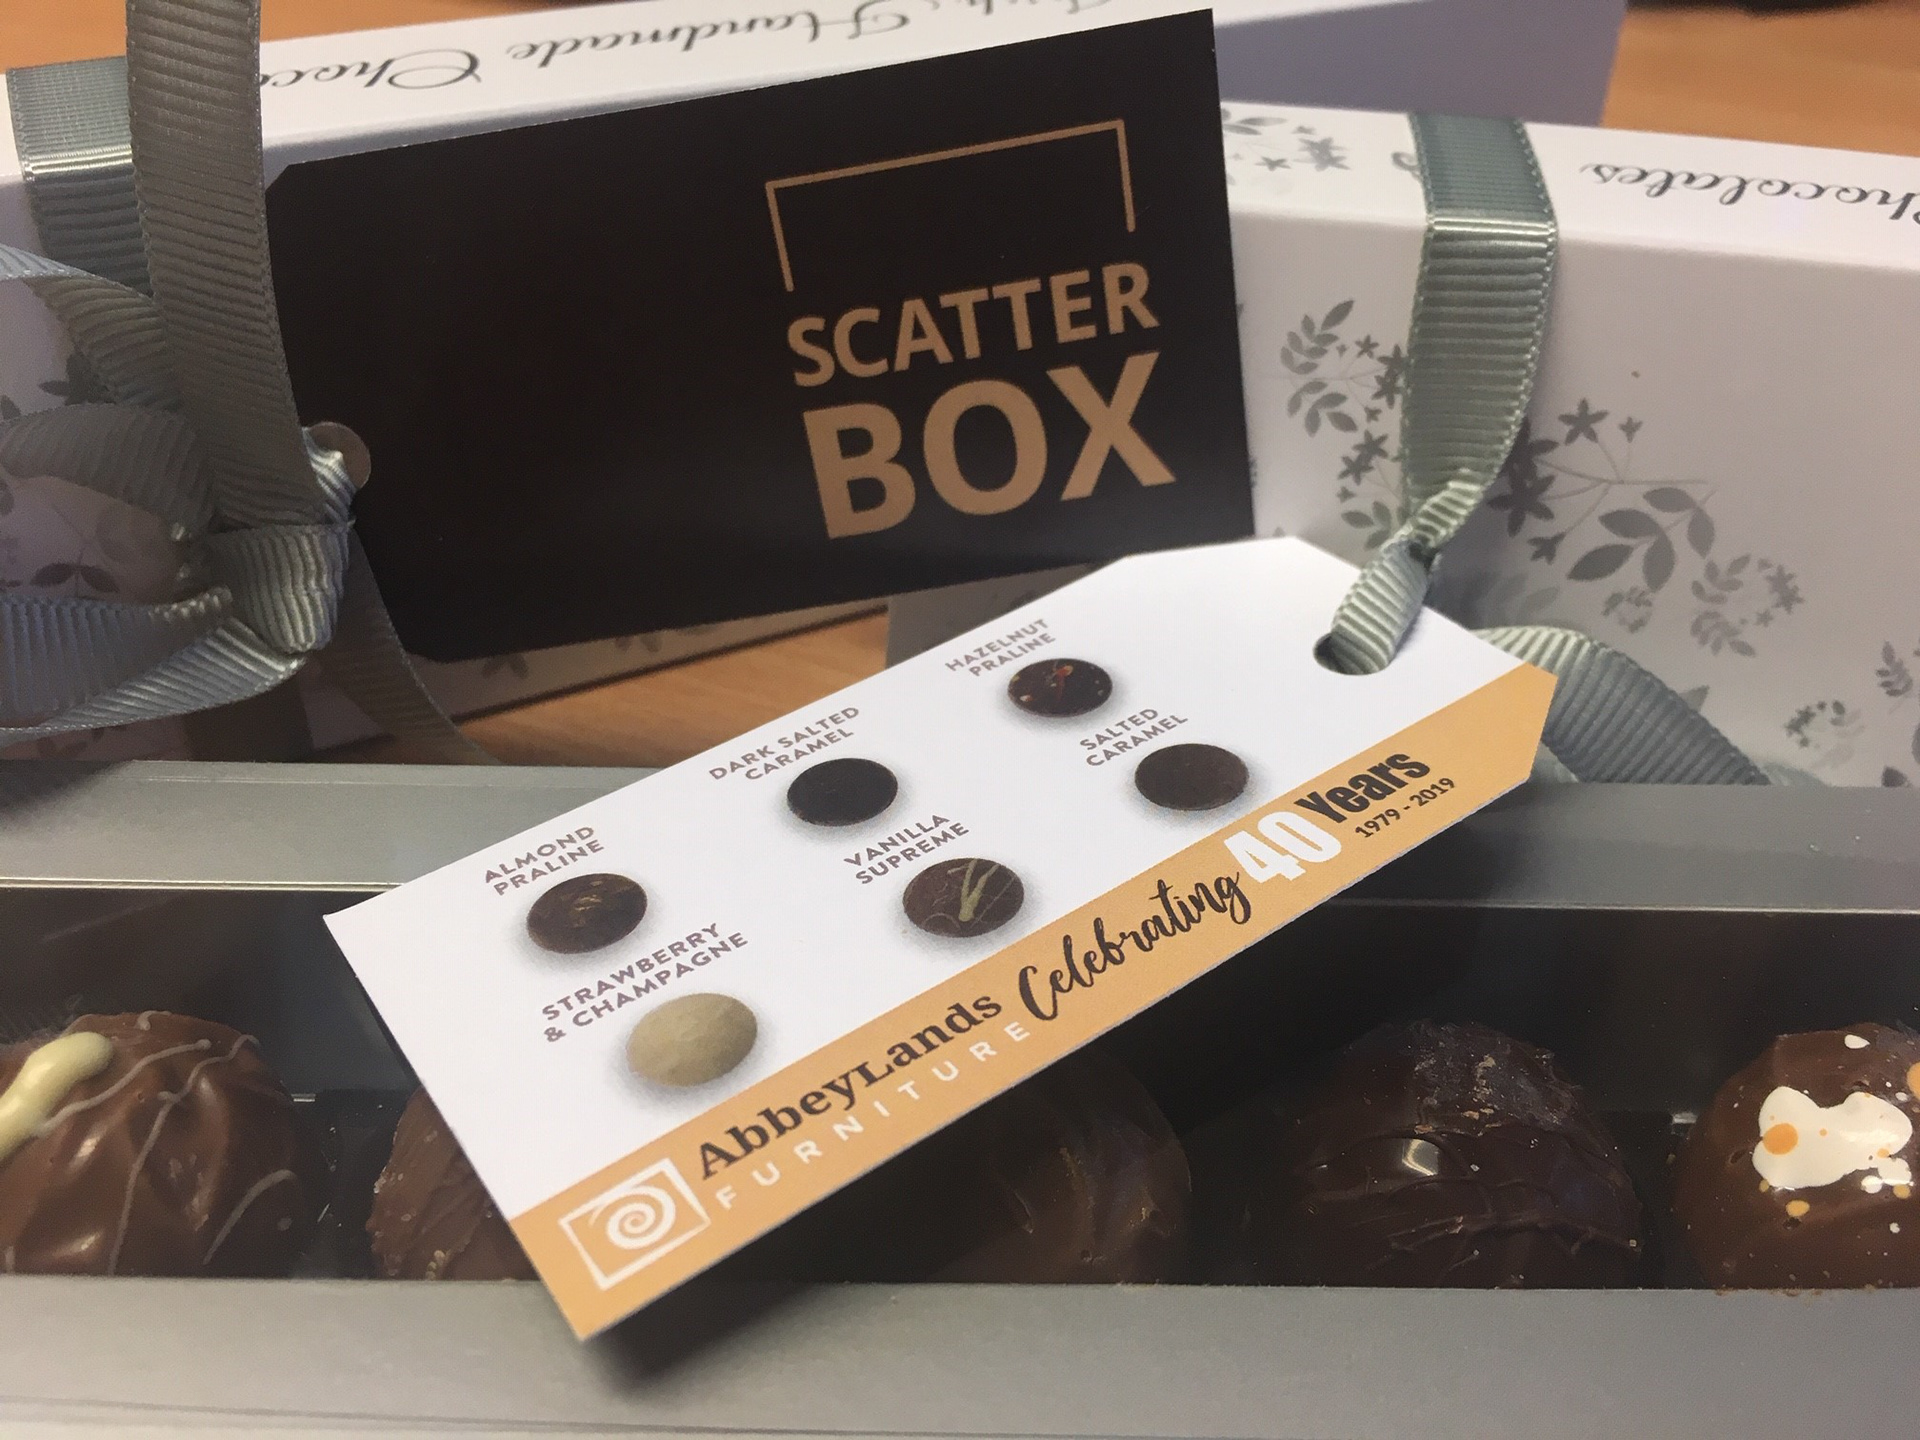 Handmade
Chocolates
SCATTER
BOX
HAZELNUT
PRALINE
DARK SALTED
CARAMEL
SALTED
CARAMEL
ALMOND
PRALINE
VANILLA
SUPREME
STRAWBERRY
& CHAMPAGNE
AbbeyLands
FURNITURE
Celebrating 40 Years
1979 - 2019